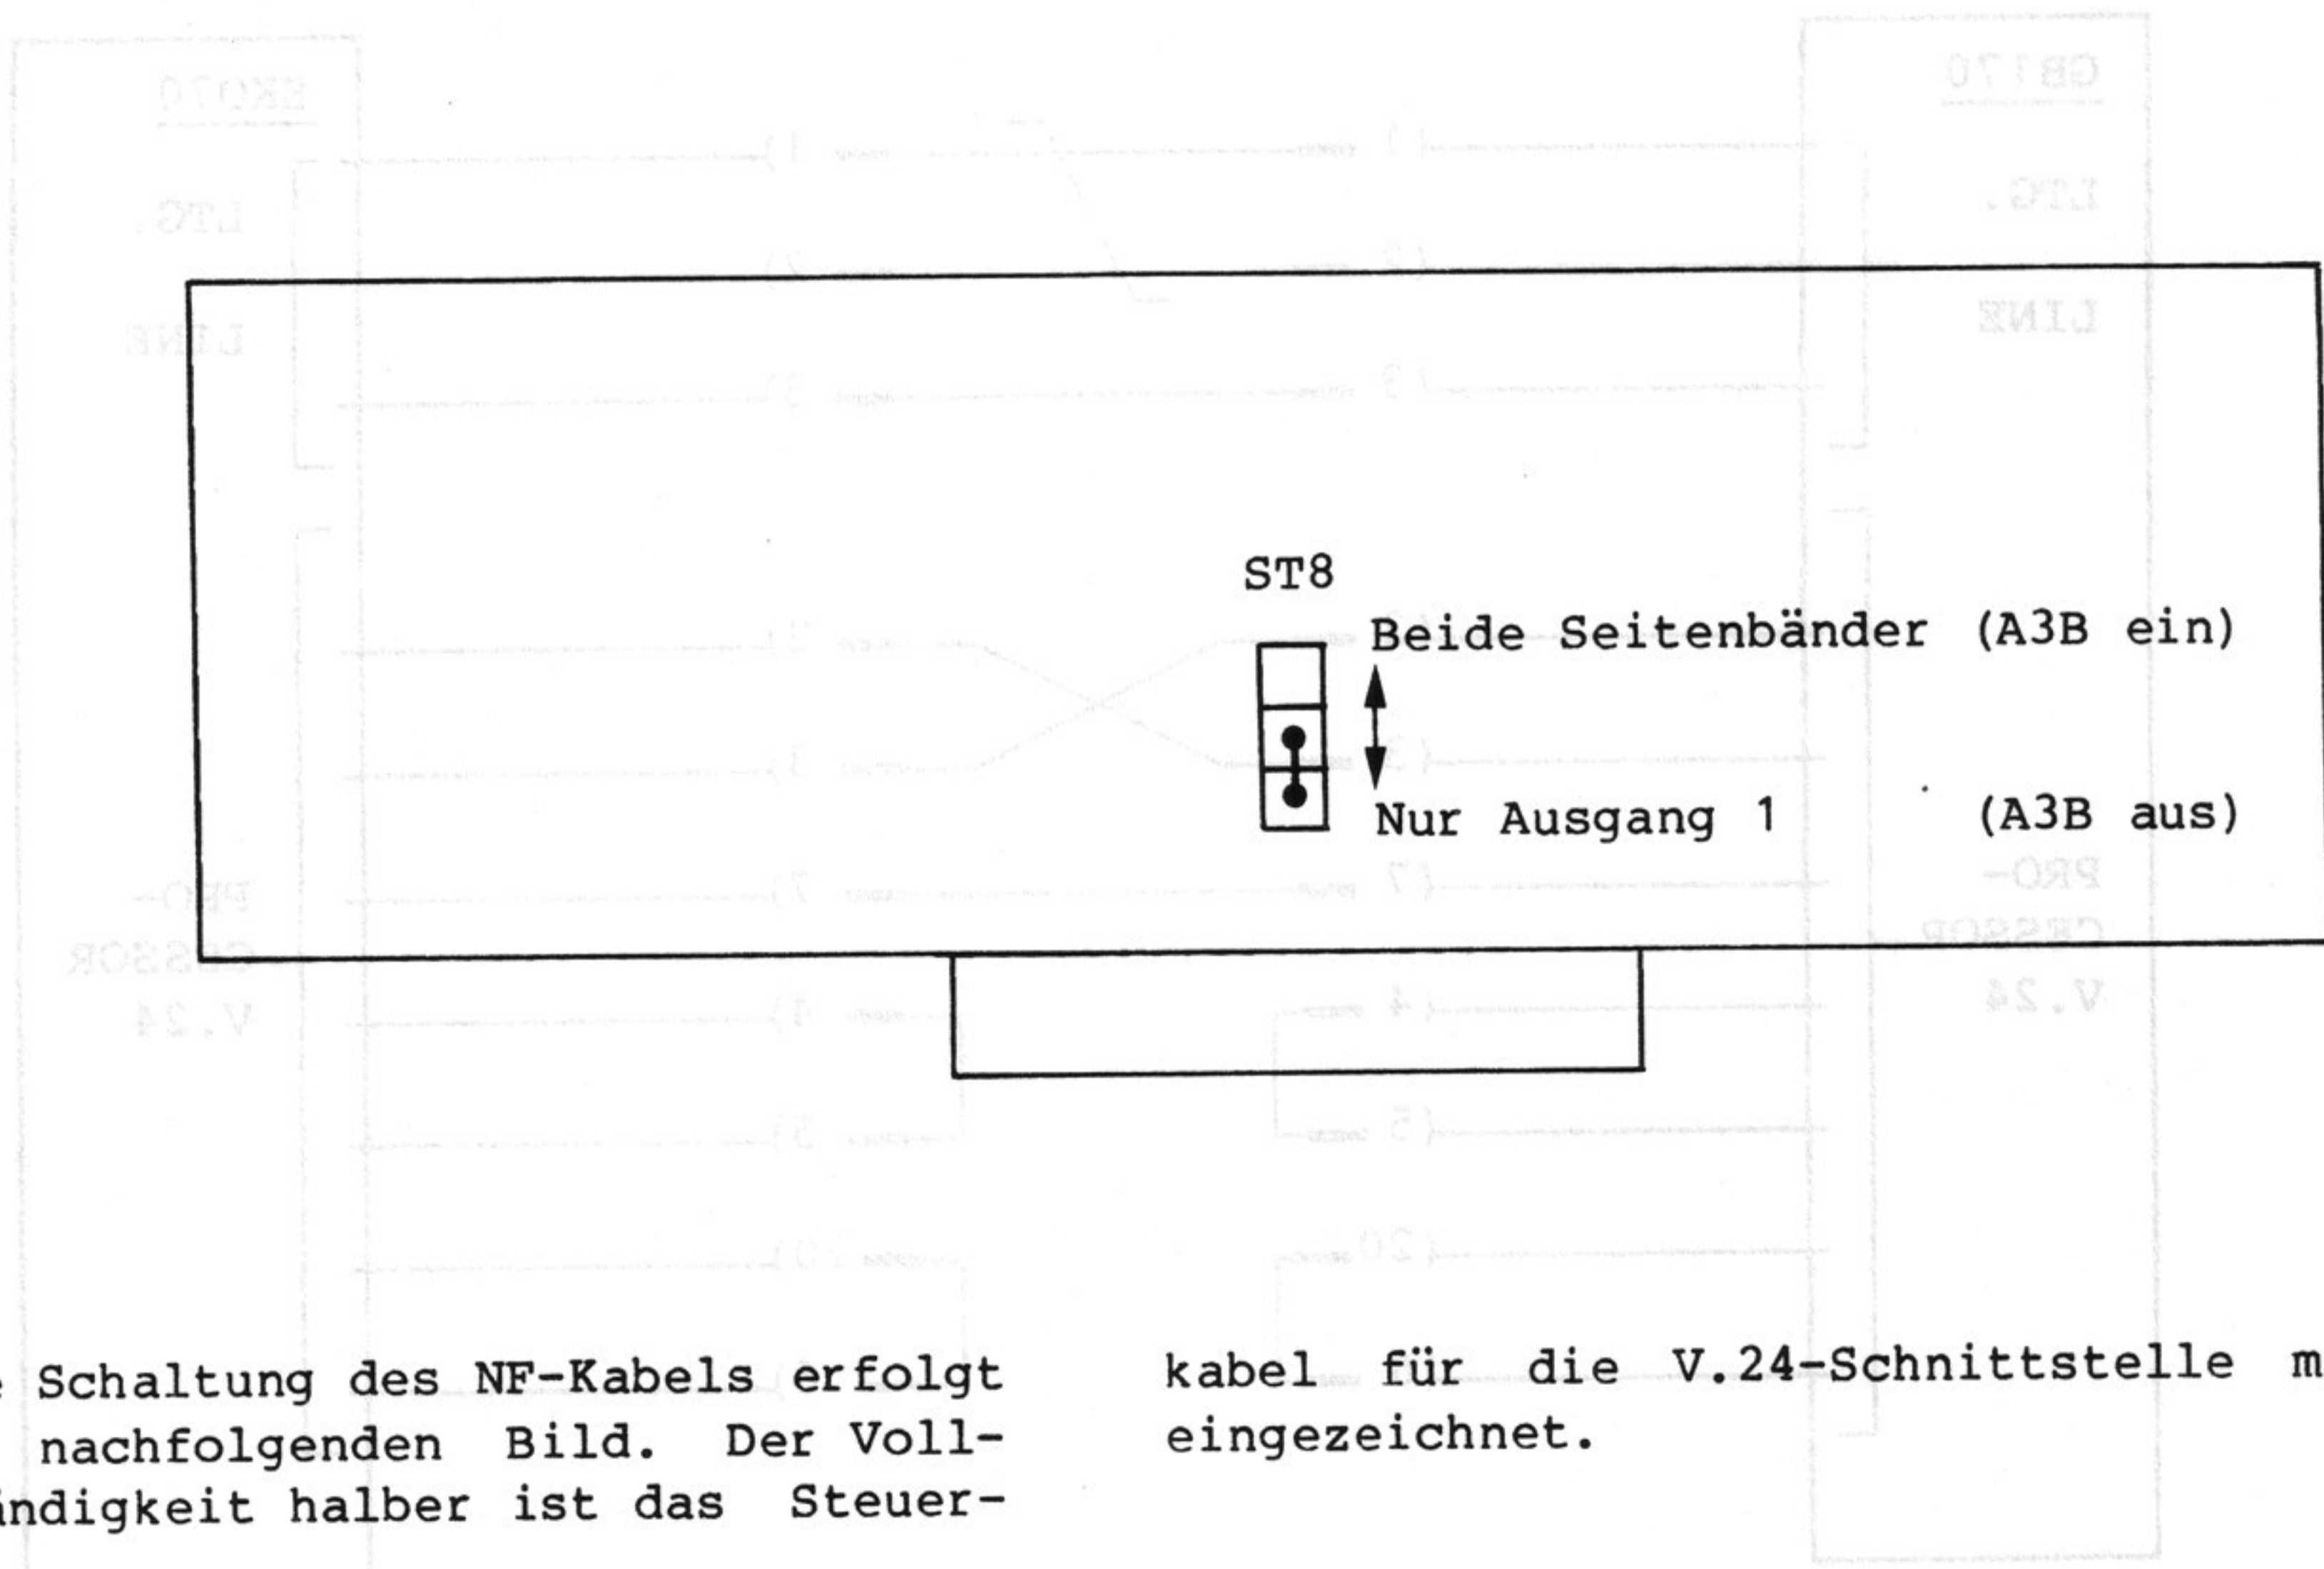 ST8
Beide Seitenbänder (A3B ein)
Nur Ausgang 1 (A3B aus)
Schaltung des NF-Kabels erfolgt
nachfolgenden Bild. Der Voll-
ändigkeit halber ist das Steuer-
kabel für die V.24-Schnittstelle
eingezeichnet.